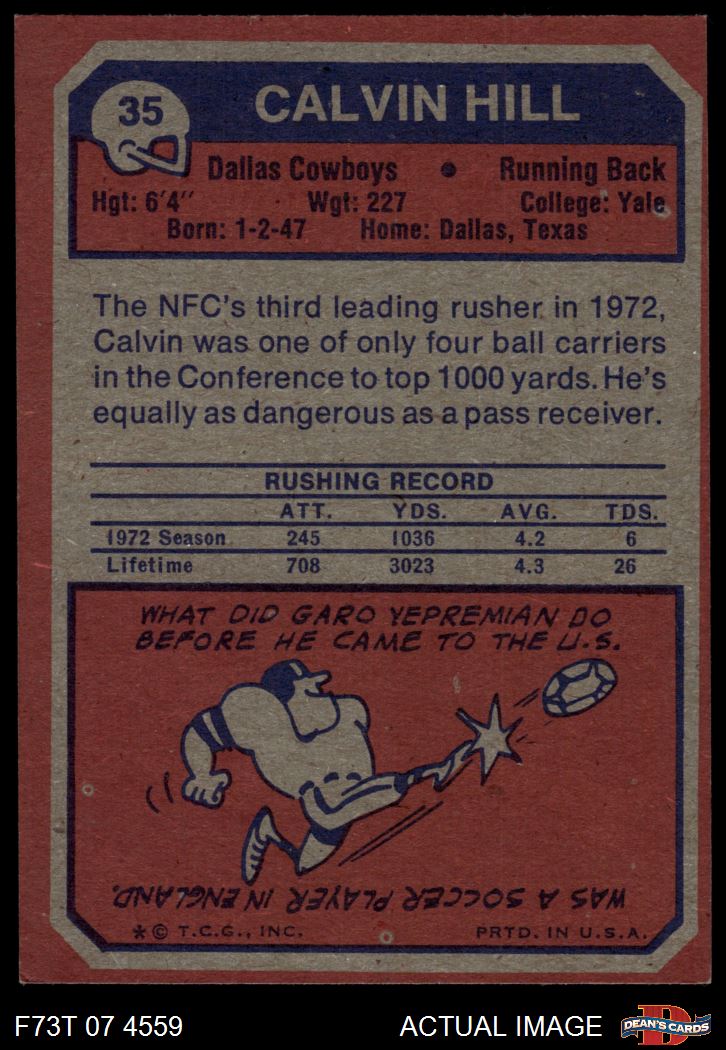 35
CALVIN HILL
Dallas Cowboys • Running Back
Hgt: 6'4" Wgt: 227 College: Yale
Born: 1-2-47 Home: Dallas, Texas
The NFC's third leading rusher in 1972,
Calvin was one of only four ball carriers
in the Conference to top 1000 yards. He's
equally as dangerous as a pass receiver.
RUSHING RECORD
ATT. YDS. AVG. TDS.
1972 Season 245 1036 4.2 6
Lifetime 708 3023 4.3 26
WHAT DID GARO YEPREMIAN DO
BEFORE HE CAME TO THE U.S.
WAS A SOCCER PLAYER IN ENGLAND.
* © T.C.G., INC. PRTD. IN U.S.A.
F73T 07 4559 ACTUAL IMAGE
D
DEAN'S CARDS